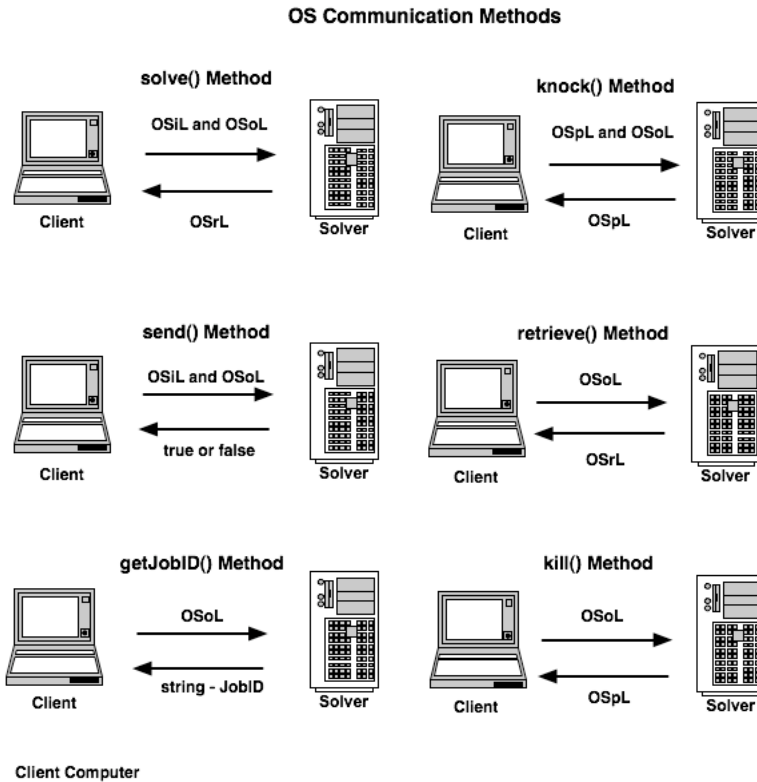 OS Communication Methods
solve() Method
OSiL and OSoL
OSrL
Client
Solver
knock() Method
OSpL and OSoL
OSpL
Client
Solver
send() Method
OSiL and OSoL
true or false
Client
Solver
retrieve() Method
OSoL
OSrL
Client
Solver
getJobID() Method
OSoL
string - JobID
Client
Solver
kill() Method
OSoL
OSpL
Client
Solver
Client Computer